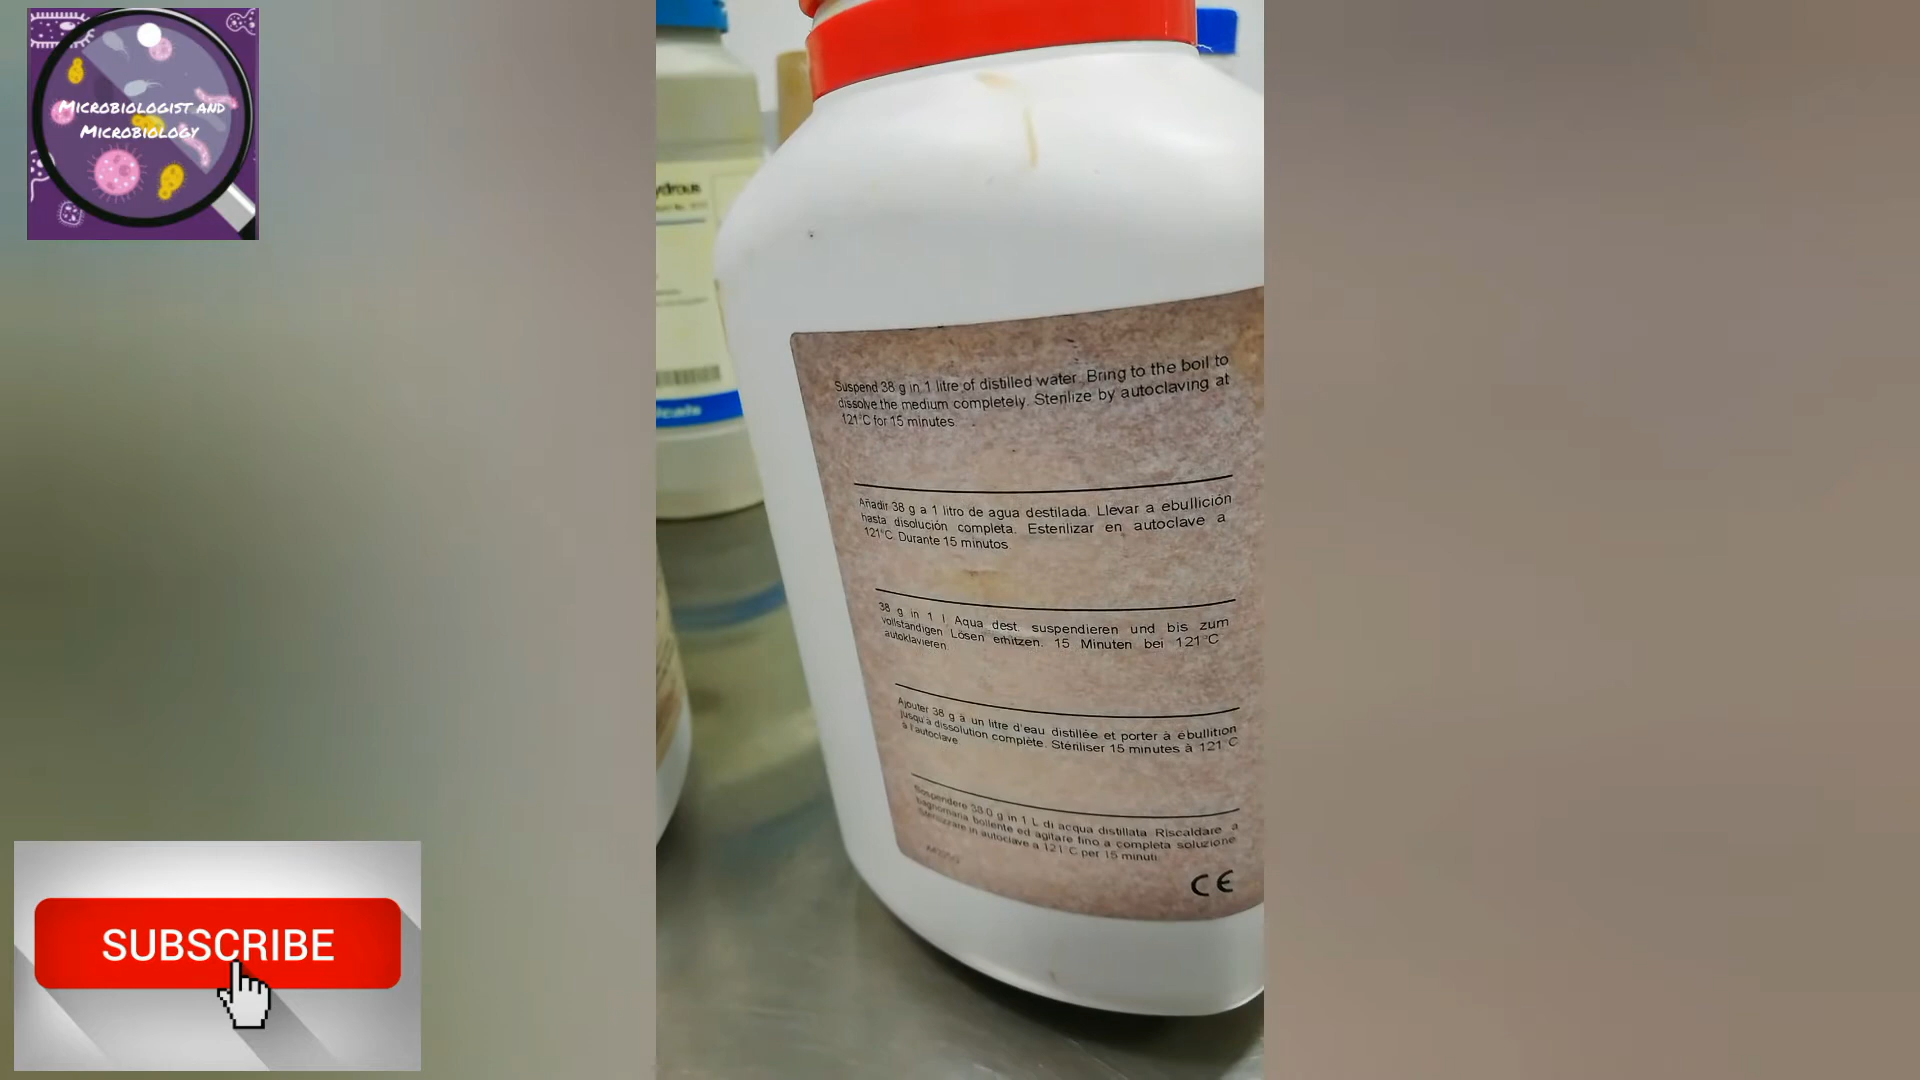 MICROBIOLOGIST AND
MICROBIOLOGY
Suspend 38 g in 1 litre of distilled water. Bring to the boil to
dissolve the medium completely. Sterilize by autoclaving at
121°C for 15 minutes
Añadir 38 g a 1 litro de agua destilada. Llevar a ebullición
hasta disolución completa. Esterilizar en autoclave a
121°C. Durante 15 minutos
38 g in 1 l Aqua dest. suspendieren und bis zum
vollständigen Lösen erhitzen. 15 Minuten bei 121°C
autoklavieren
Ajouter 38 g à un litre d'eau distillée et porter à ébullition
jusqu'à dissolution complète. Stériliser 15 minutes à 121°C
à l'autoclave
Sospendere 38.0 g in 1 L di acqua distillata. Riscaldare a
bagnomaria bollente ed agitare fino a completa soluzione
Sterilizzare in autoclave a 121°C per 15 minuti.
CE
SUBSCRIBE